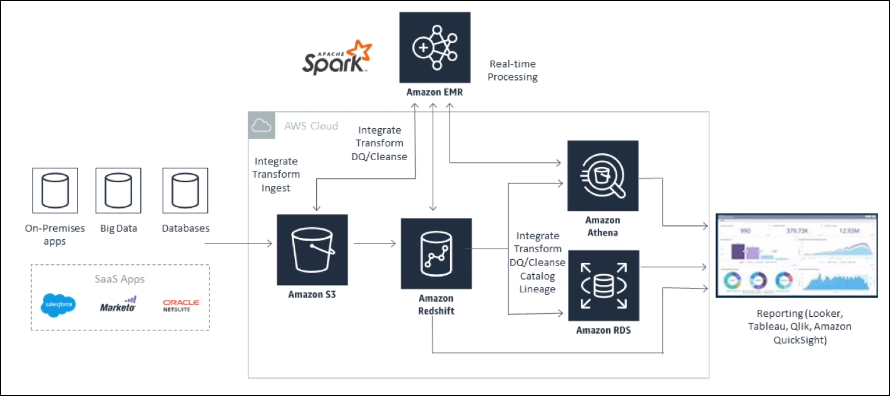 APACHE
Spark
Amazon EMR
Real-time
Processing
AWS Cloud
Integrate
Transform
DQ/Cleanse
Integrate
Transform
Ingest
On-Premises
apps
Big Data
Databases
SaaS Apps
salesforce
Marketo
ORACLE
NETSUITE
Amazon S3
Amazon
Redshift
Integrate
Transform
DQ/Cleanse
Catalog
Lineage
Amazon
Athena
Amazon RDS
990
379.73K
12.93M
Reporting (Looker,
Tableau, Qlik, Amazon
QuickSight)